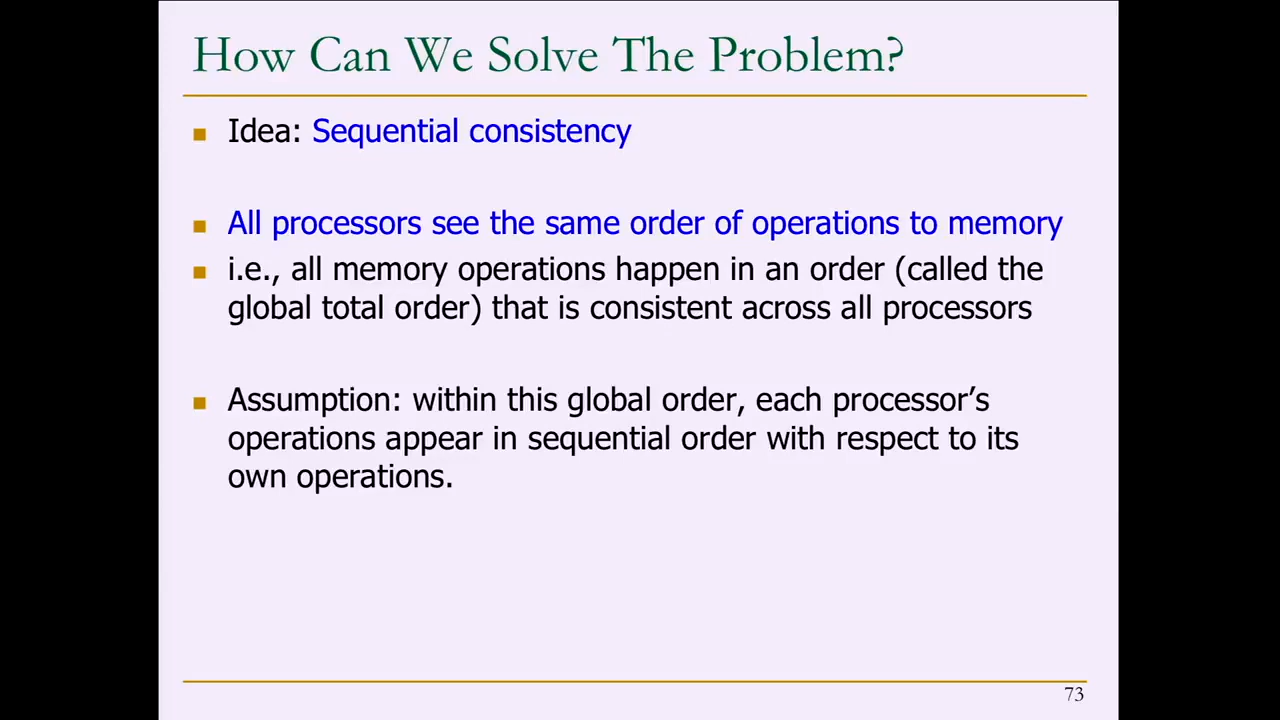 How Can We Solve The Problem?
Idea: Sequential consistency
All processors see the same order of operations to memory
i.e., all memory operations happen in an order (called the
global total order) that is consistent across all processors
Assumption: within this global order, each processor’s
operations appear in sequential order with respect to its
own operations.
73